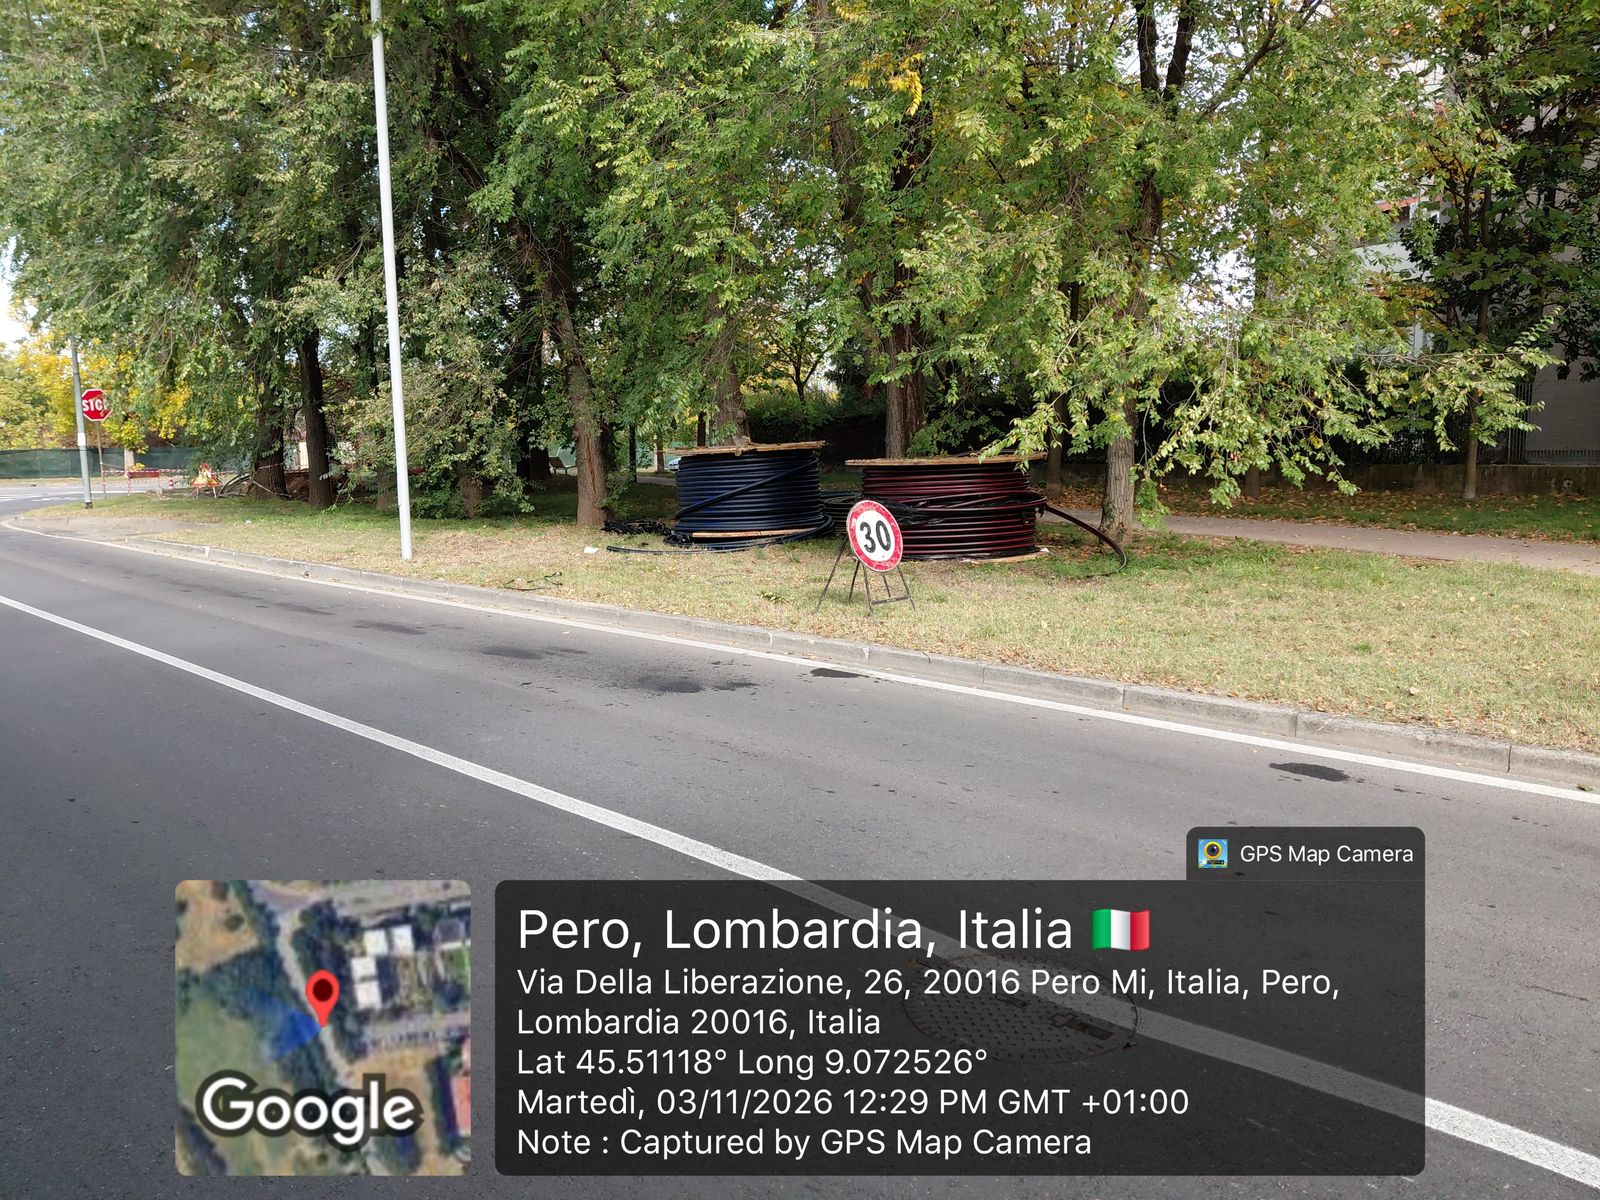 STOP
30
GPS Map Camera
Pero, Lombardia, Italia
Via Della Liberazione, 26, 20016 Pero Mi, Italia, Pero,
Lombardia 20016, Italia
Lat 45.51118° Long 9.072526°
Martedì, 03/11/2026 12:29 PM GMT +01:00
Note : Captured by GPS Map Camera
Google